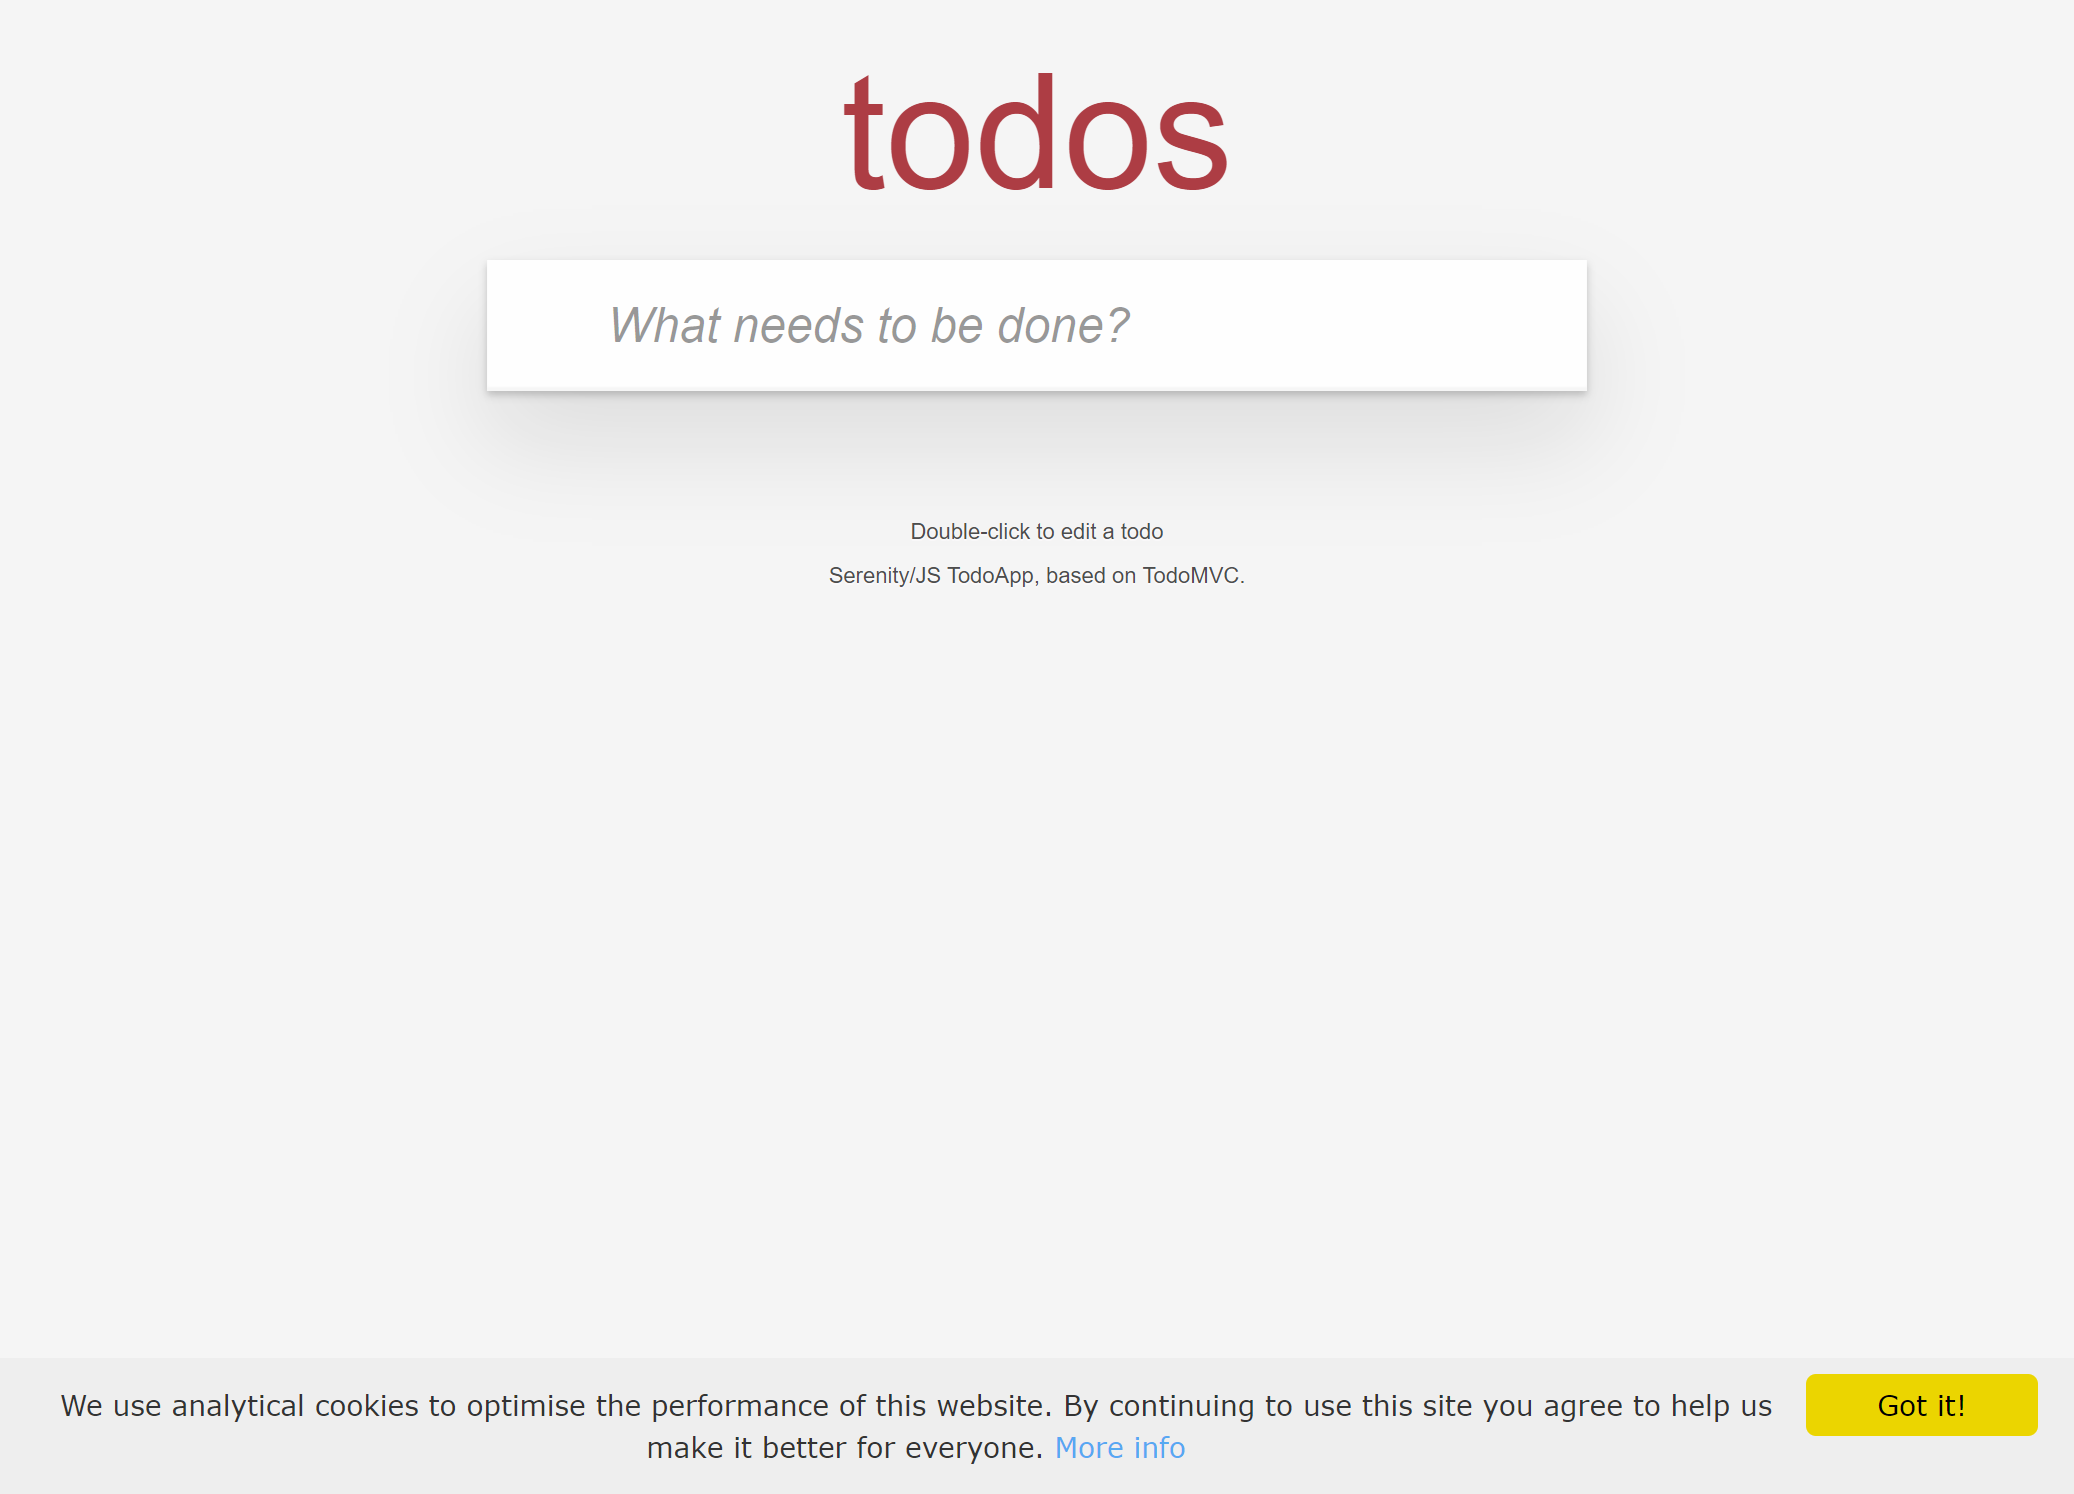 todos
What needs to be done?
Double-click to edit a todo
Serenity/JS TodoApp, based on TodoMVC.
We use analytical cookies to optimise the performance of this website. By continuing to use this site you agree to help us
make it better for everyone. More info
Got it!